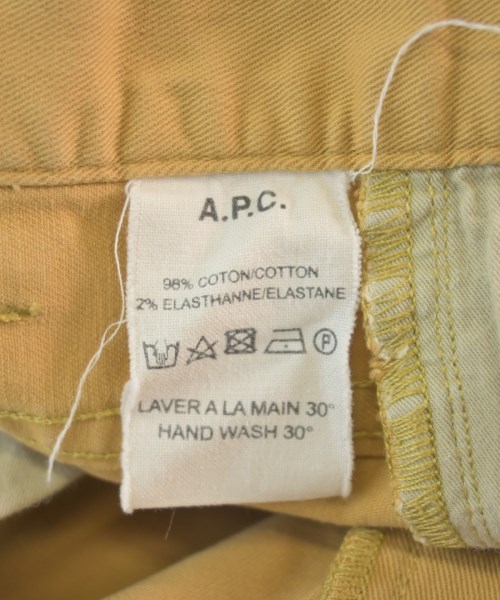 A.P.C.
98% COTON/COTTON
2% ELASTHANNE/ELASTANE
P
LAVER A LA MAIN 30°
HAND WASH 30°